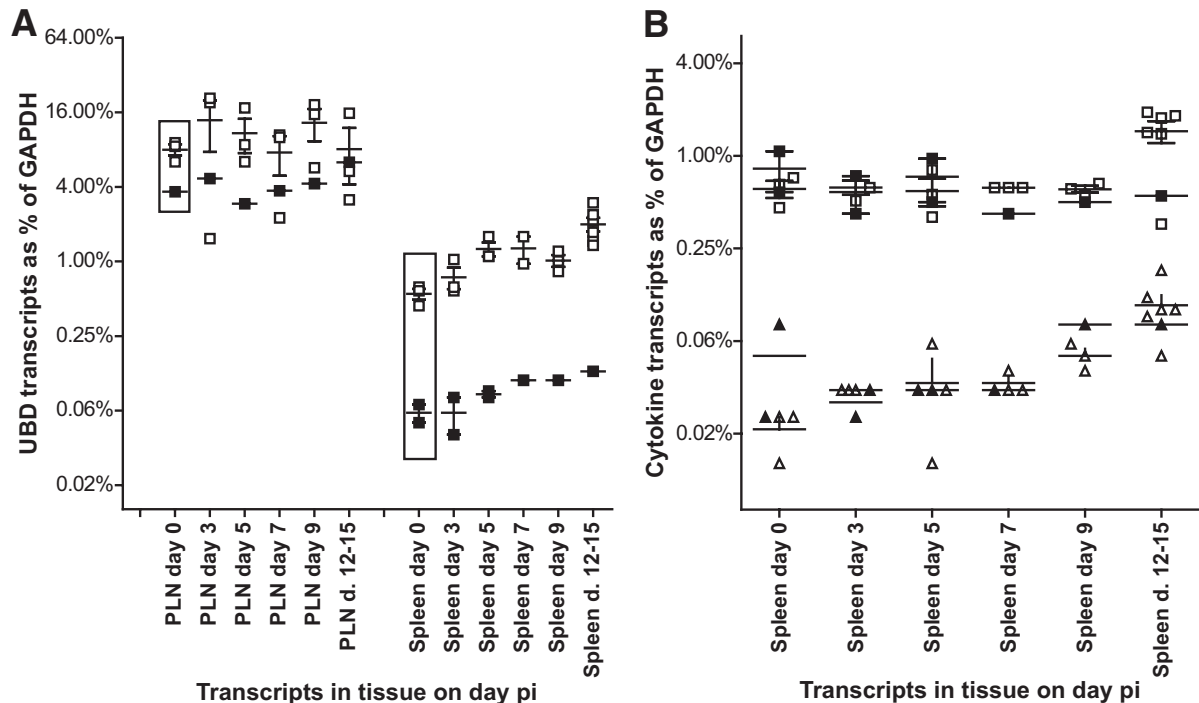 A
UBD transcripts as % of GAPDH
64.00%
16.00%
4.00%
1.00%
0.25%
0.06%
0.02%
PLN day 0
PLN day 3
PLN day 5
PLN day 7
PLN day 9
PLN d. 12-15
Spleen day 0
Spleen day 3
Spleen day 5
Spleen day 7
Spleen day 9
Spleen d. 12-15
Transcripts in tissue on day pi
B
Cytokine transcripts as % of GAPDH
4.00%
1.00%
0.25%
0.06%
0.02%
Spleen day 0
Spleen day 3
Spleen day 5
Spleen day 7
Spleen day 9
Spleen d. 12-15
Transcripts in tissue on day pi